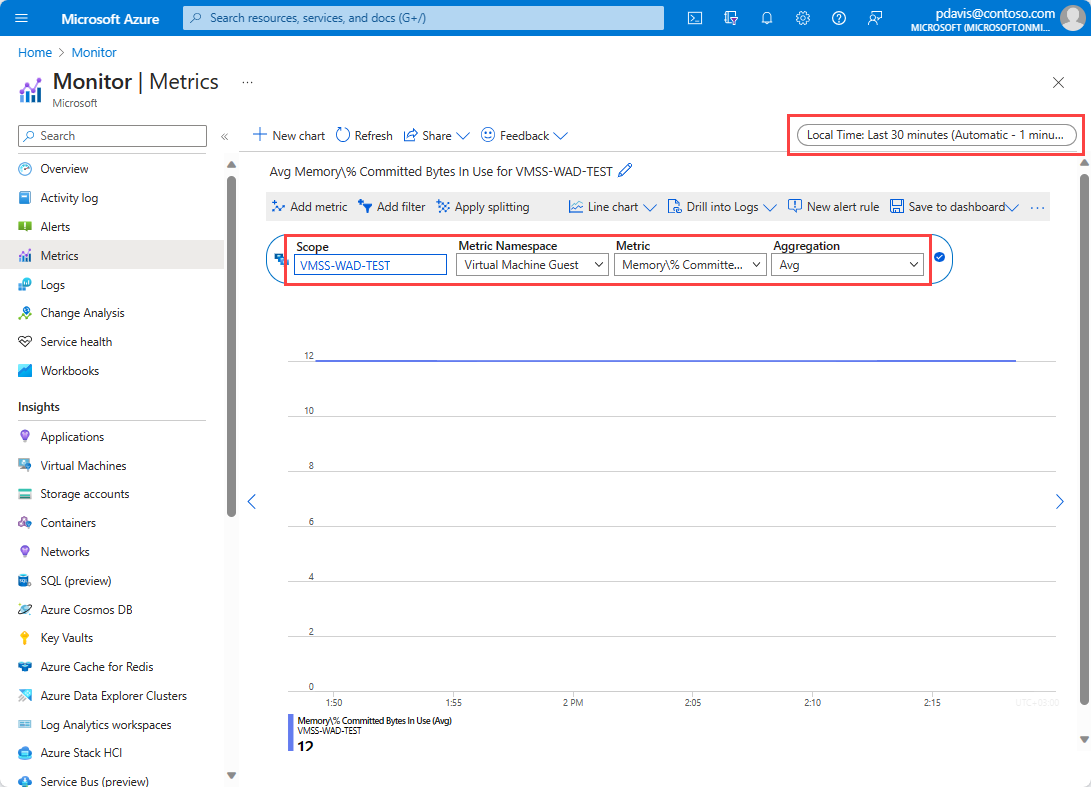 Microsoft Azure
Search resources, services, and docs (G+/)
pdavis@contoso.com
MICROSOFT (MICROSOFT.ONMI...
Home > Monitor
Monitor | Metrics ...
Microsoft
Search
«
Overview
Activity log
Alerts
Metrics
Logs
Change Analysis
Service health
Workbooks
Insights
Applications
Virtual Machines
Storage accounts
Containers
Networks
SQL (preview)
Azure Cosmos DB
Key Vaults
Azure Cache for Redis
Azure Data Explorer Clusters
Log Analytics workspaces
Azure Stack HCI
Service Bus (preview)
New chart Refresh Share Feedback
Local Time: Last 30 minutes (Automatic - 1 minu...
Avg Memory\% Committed Bytes In Use for VMSS-WAD-TEST
Add metric Add filter Apply splitting Line chart Drill into Logs New alert rule Save to dashboard ...
Scope Metric Namespace Metric Aggregation
VMSS-WAD-TEST Virtual Machine Guest Memory\% Committe... Avg
12
10
8
6
4
2
0
1:50 1:55 2 PM 2:05 2:10 2:15 UTC+03:00
Memory\% Committed Bytes In Use (Avg)
VMSS-WAD-TEST
12